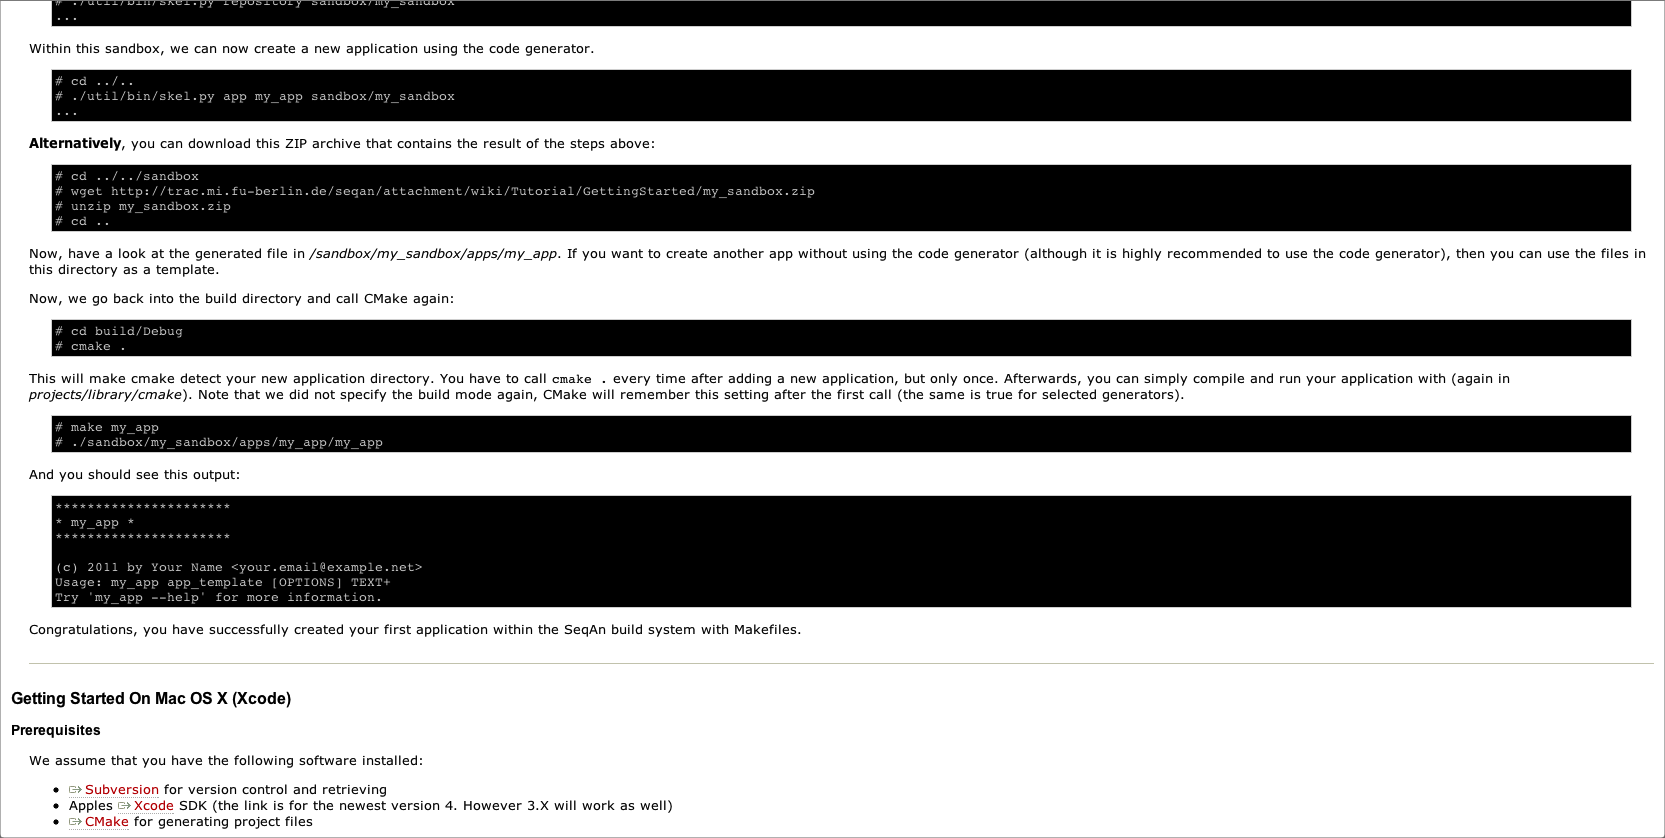 # ./util/bin/skel.py repository sandbox/my_sandbox
...
Within this sandbox, we can now create a new application using the code generator.
# cd ../..
# ./util/bin/skel.py app my_app sandbox/my_sandbox
...
Alternatively, you can download this ZIP archive that contains the result of the steps above:
# cd ../../sandbox
# wget http://trac.mi.fu-berlin.de/seqan/attachment/wiki/Tutorial/GettingStarted/my_sandbox.zip
# unzip my_sandbox.zip
# cd ..
Now, have a look at the generated file in /sandbox/my_sandbox/apps/my_app. If you want to create another app without using the code generator (although it is highly recommended to use the code generator), then you can use the files in
this directory as a template.
Now, we go back into the build directory and call CMake again:
# cd build/Debug
# cmake .
This will make cmake detect your new application directory. You have to call cmake . every time after adding a new application, but only once. Afterwards, you can simply compile and run your application with (again in
projects/library/cmake). Note that we did not specify the build mode again, CMake will remember this setting after the first call (the same is true for selected generators).
# make my_app
# ./sandbox/my_sandbox/apps/my_app/my_app
And you should see this output:
**********************
* my_app *
**********************
(c) 2011 by Your Name <your.email@example.net>
Usage: my_app app_template [OPTIONS] TEXT+
Try 'my_app --help' for more information.
Congratulations, you have successfully created your first application within the SeqAn build system with Makefiles.
Getting Started On Mac OS X (Xcode)
Prerequisites
We assume that you have the following software installed:
• Subversion for version control and retrieving
• Apples Xcode SDK (the link is for the newest version 4. However 3.X will work as well)
• CMake for generating project files